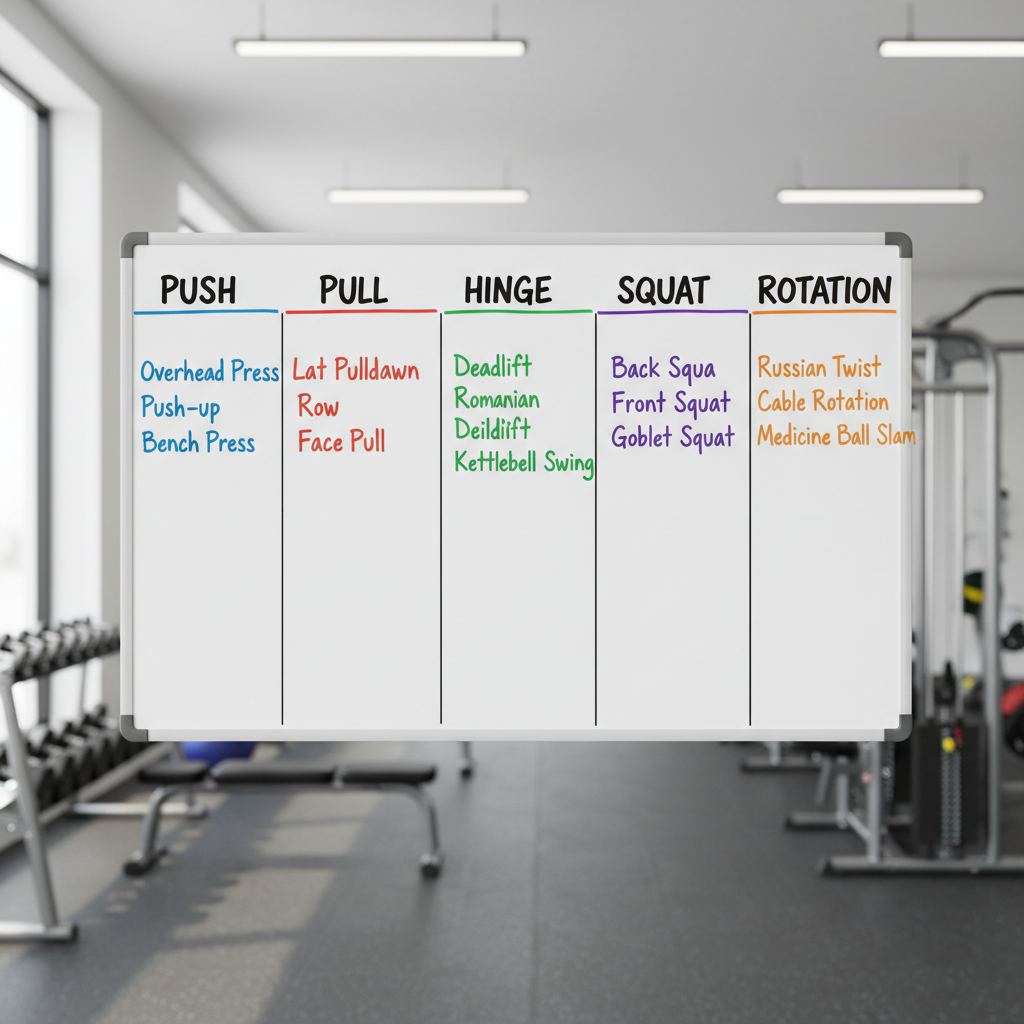 PUSH
PULL
HINGE
SQUAT
ROTATION
Overhead Press
Push-up
Bench Press
Lat Pulldawn
Row
Face Pull
Deadlift
Romanian
Deildlift
Kettlebell Swing
Back Squa
Front Squat
Goblet Squat
Russian Twist
Cable Rotation
Medicine Ball Slam